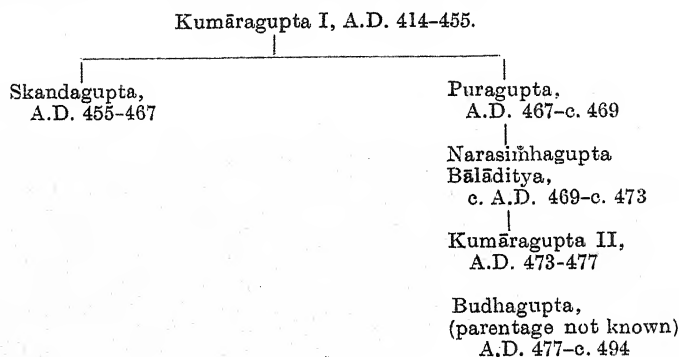 Kumāragupta I, A.D. 414–455.
Skandagupta,
A.D. 455–467
Puragupta,
A.D. 467–c. 469
Narasiṁhagupta
Bālāditya,
c. A.D. 469–c. 473
Kumāragupta II,
A.D. 473–477
Budhagupta,
(parentage not known)
A.D. 477–c. 494